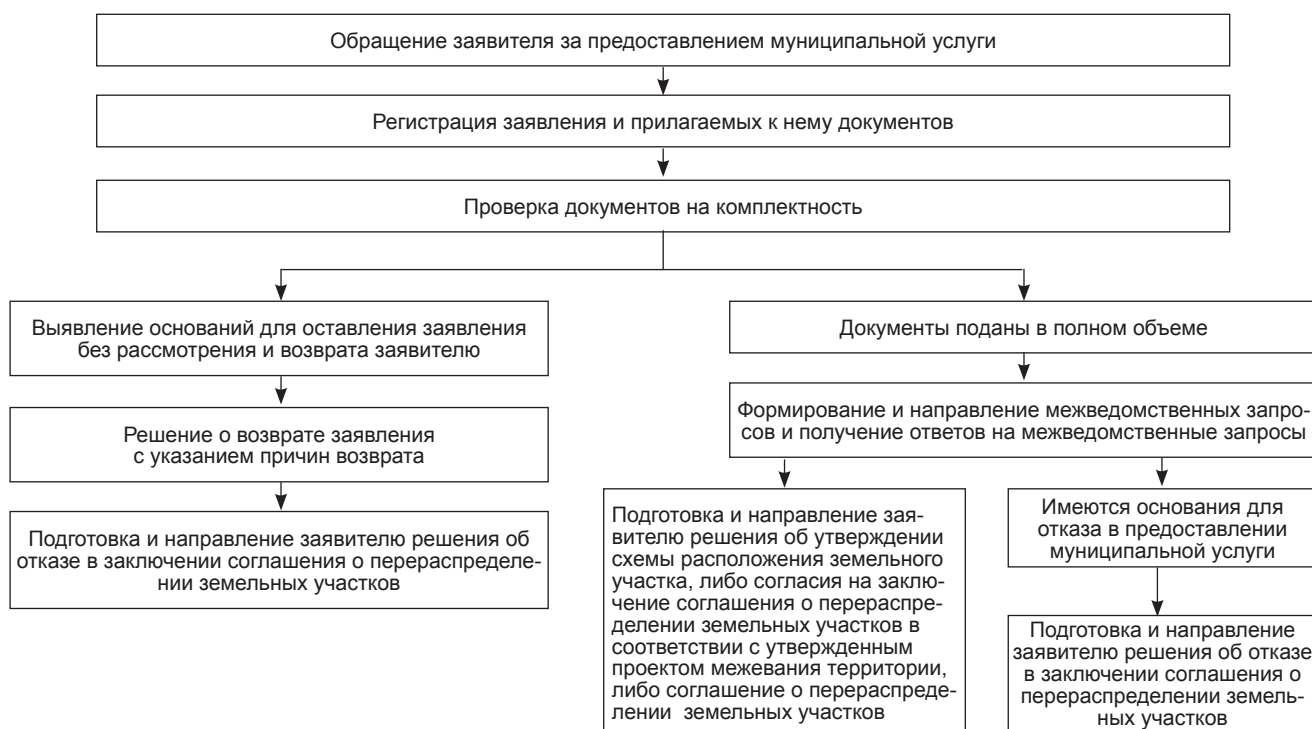 Обращение заявителя за предоставлением муниципальной услуги
Регистрация заявления и прилагаемых к нему документов
Проверка документов на комплектность
Выявление оснований для оставления заявления
без рассмотрения и возврата заявителю
Решение о возврате заявления
с указанием причин возврата
Подготовка и направление заявителю решения об
отказе в заключении соглашения о перераспределе-
нии земельных участков
Документы поданы в полном объеме
Формирование и направление межведомственных запро-
сов и получение ответов на межведомственные запросы
Подготовка и направление зая-
вителю решения об утверждении
схемы расположения земельного
участка, либо согласия на заклю-
чение соглашения о перераспре-
делении земельных участков в
соответствии с утвержденным
проектом межевания территории,
либо соглашение о перераспреде-
лении земельных участков
Имеются основания для
отказа в предоставлении
муниципальной услуги
Подготовка и направление
заявителю решения об отказе
в заключении соглашения о
перераспределении земель-
ных участков